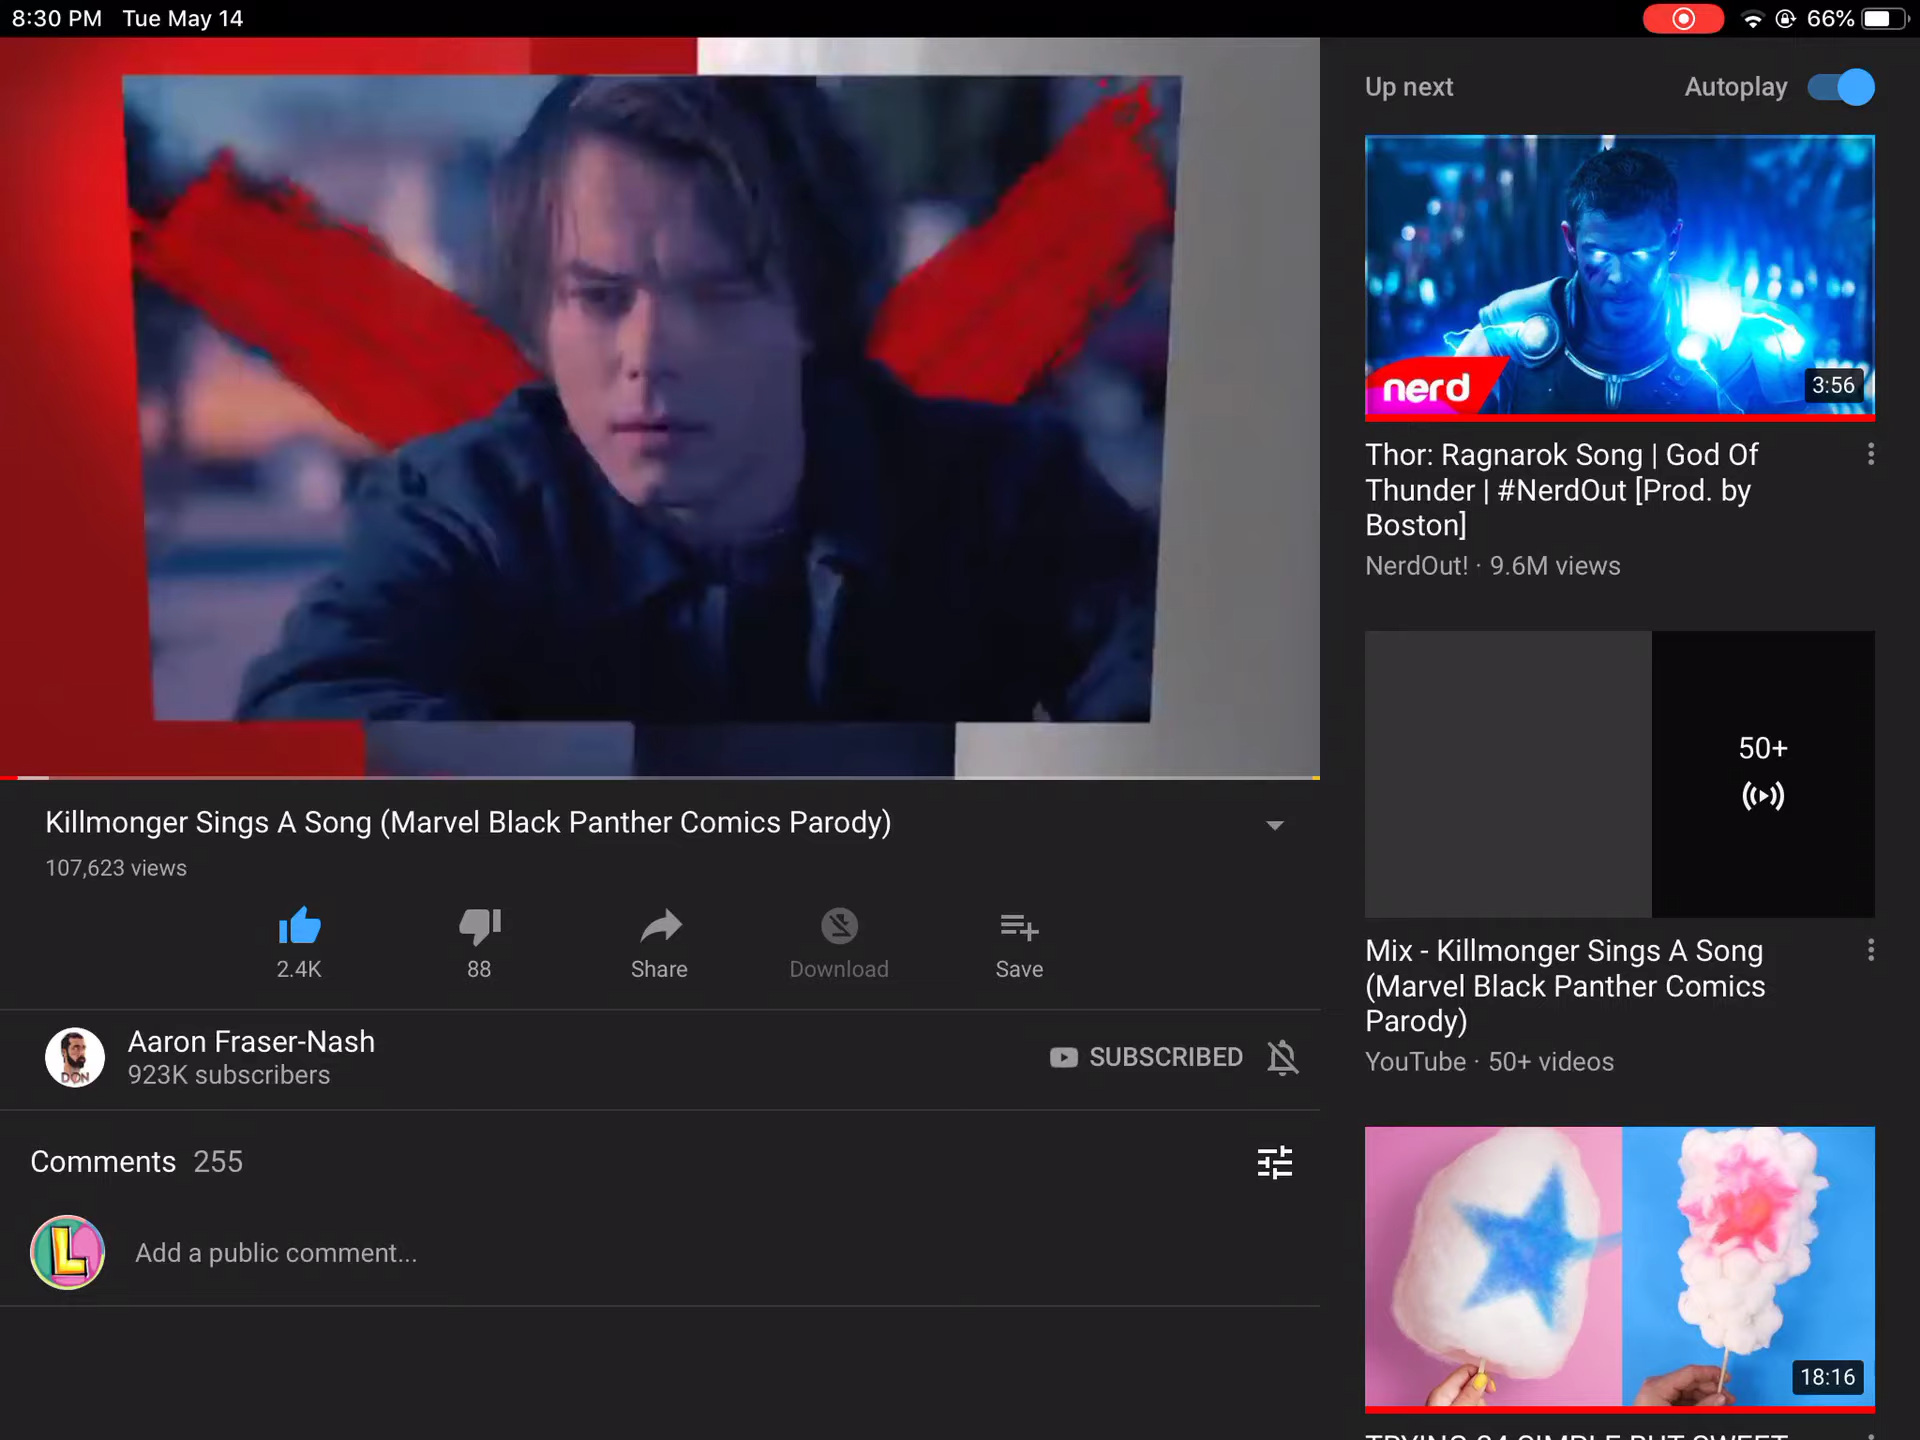 8:30 PM Tue May 14
66%
Killmonger Sings A Song (Marvel Black Panther Comics Parody)
107,623 views
2.4K
88
Share
Download
Save
Aaron Fraser-Nash
923K subscribers
SUBSCRIBED
DON
Comments 255
L
Add a public comment...
Up next
Autoplay
nerd
3:56
Thor: Ragnarok Song | God Of
Thunder | #NerdOut [Prod. by
Boston]
NerdOut! · 9.6M views
50+
Mix - Killmonger Sings A Song
(Marvel Black Panther Comics
Parody)
YouTube · 50+ videos
18:16